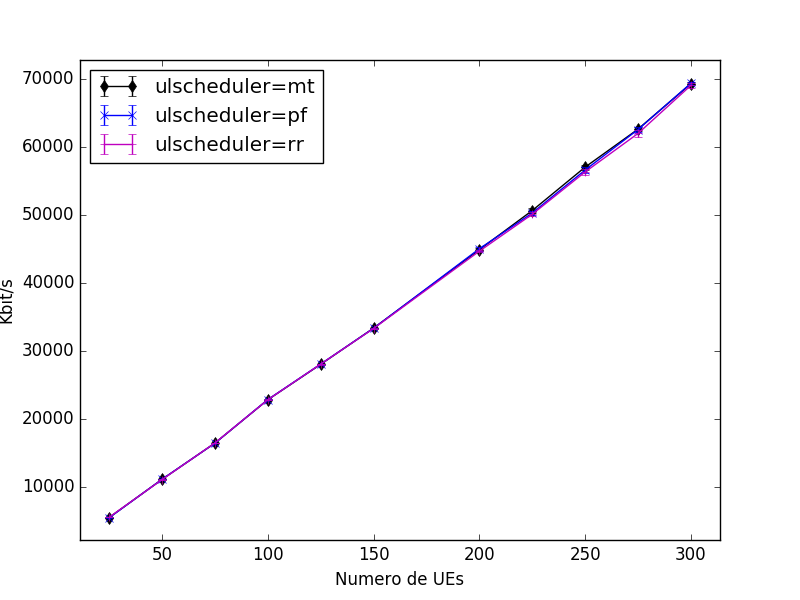 70000
60000
50000
40000
30000
20000
10000
Kbit/s
ulscheduler=mt
ulscheduler=pf
ulscheduler=rr
50 100 150 200 250 300
Numero de UEs